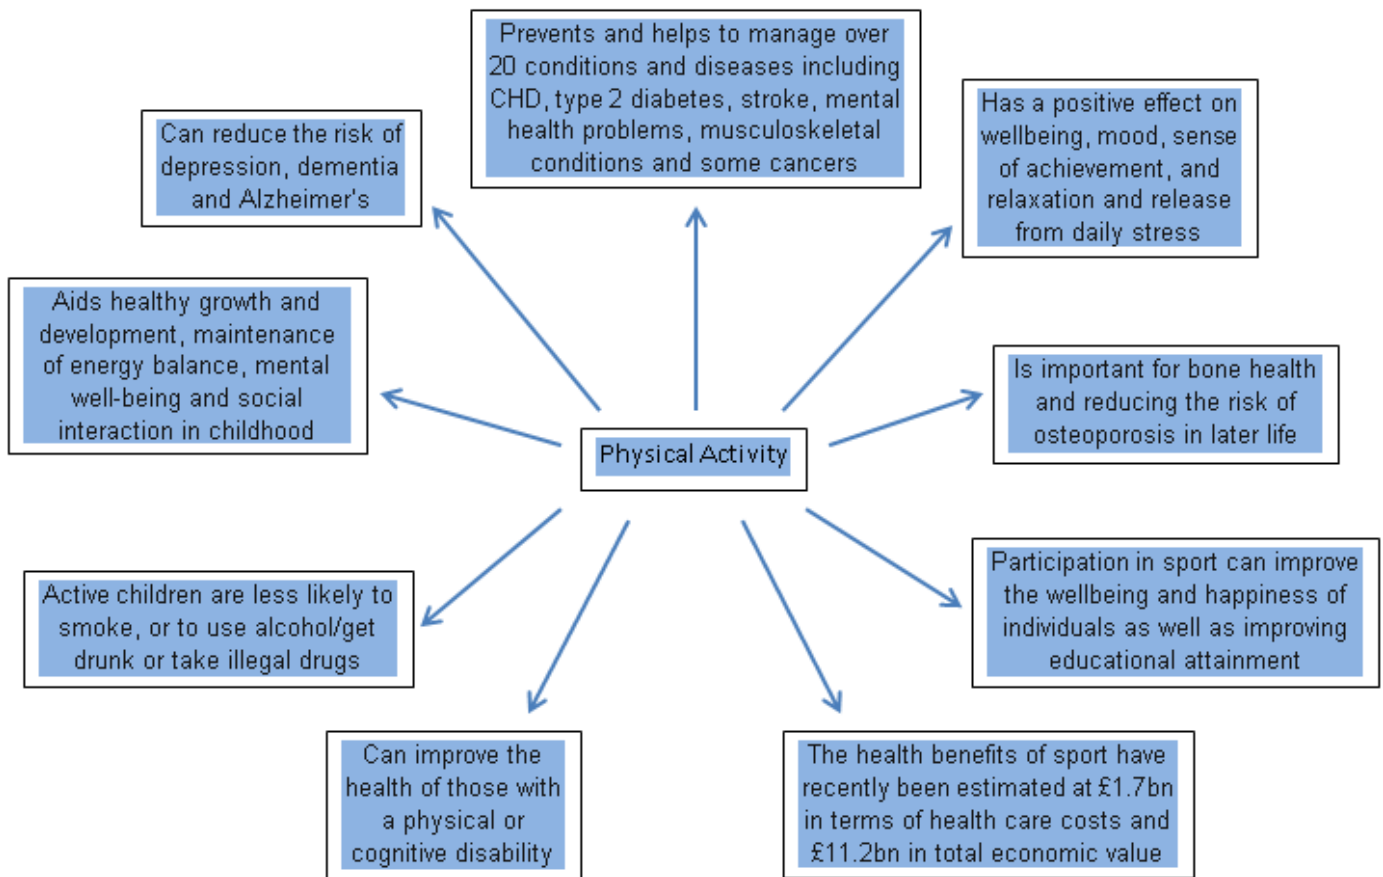 Prevents and helps to manage over
20 conditions and diseases including
CHD, type 2 diabetes, stroke, mental
health problems, musculoskeletal
conditions and some cancers
Can reduce the risk of
depression, dementia
and Alzheimer's
Has a positive effect on
wellbeing, mood, sense
of achievement, and
relaxation and release
from daily stress
Aids healthy growth and
development, maintenance
of energy balance, mental
well-being and social
interaction in childhood
Is important for bone health
and reducing the risk of
osteoporosis in later life
Physical Activity
Active children are less likely to
smoke, or to use alcohol/get
drunk or take illegal drugs
Participation in sport can improve
the wellbeing and happiness of
individuals as well as improving
educational attainment
Can improve the
health of those with
a physical or
cognitive disability
The health benefits of sport have
recently been estimated at £1.7bn
in terms of health care costs and
£11.2bn in total economic value